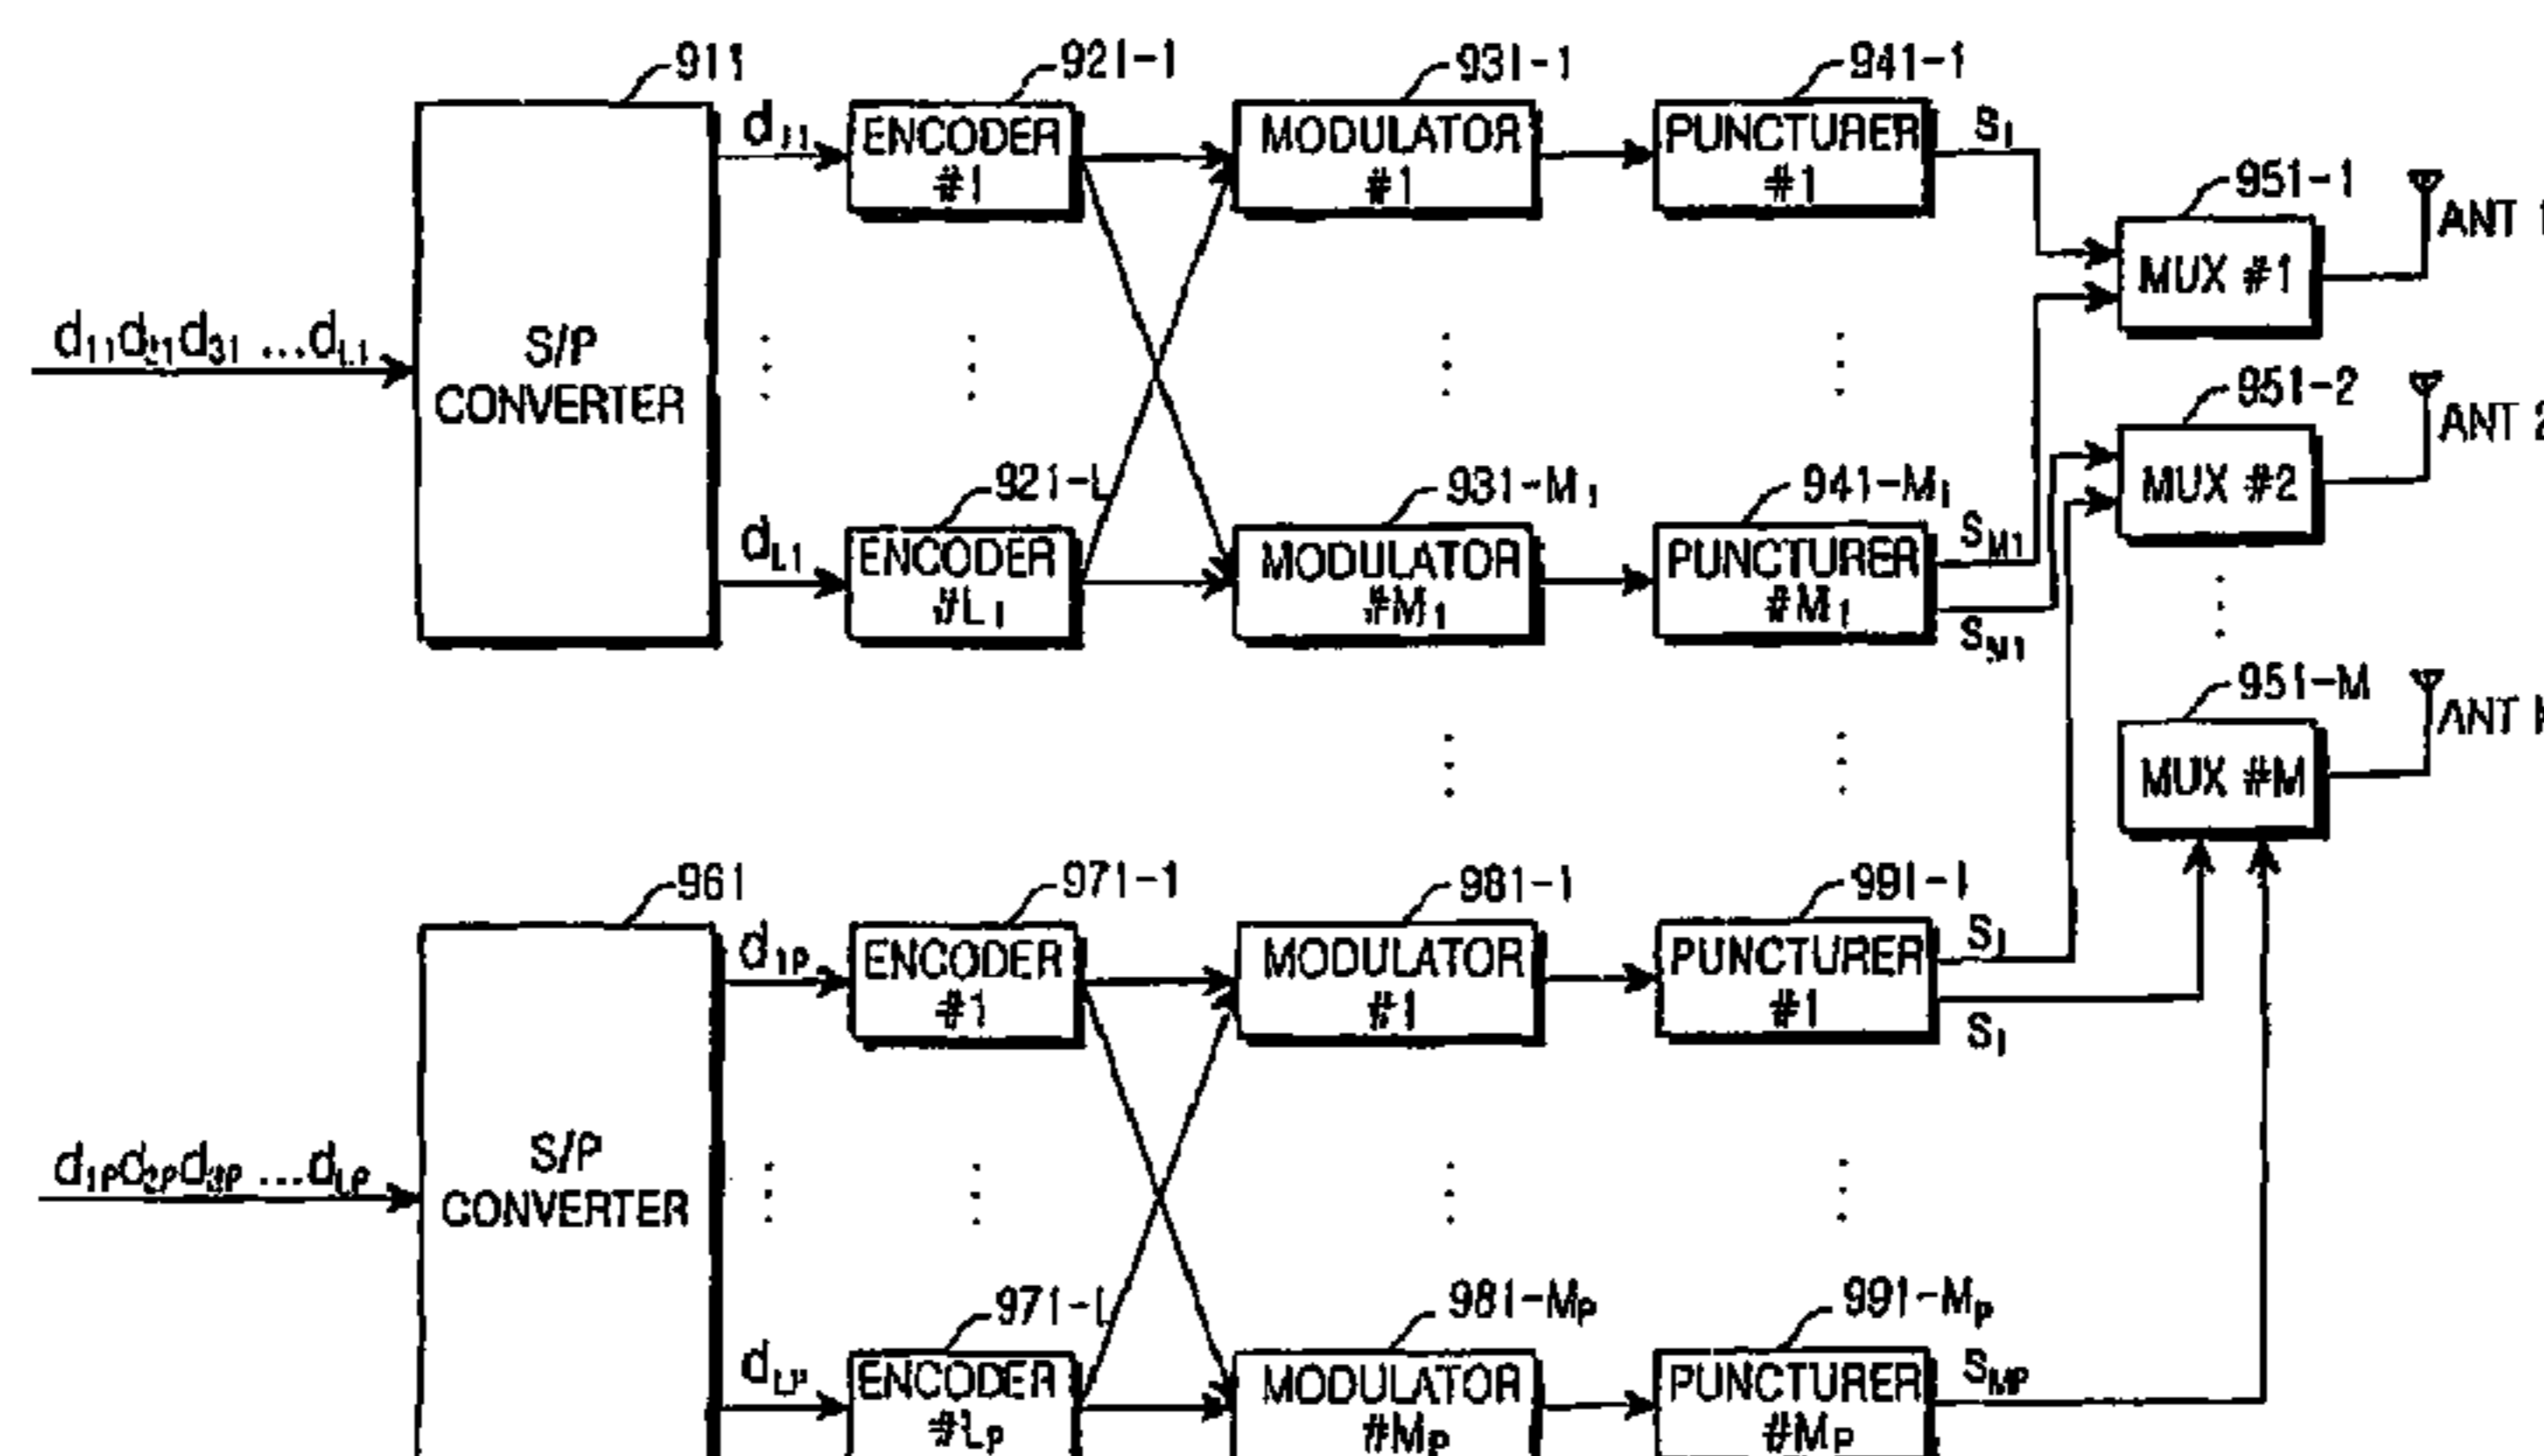 911
921-1
931-1
941-1
d11
ENCODER
#1
MODULATOR
#1
PUNCTURER
#1
S1
951-1
MUX #1
ANT 1
d11d21d31 ...dL1
S/P
CONVERTER
951-2
MUX #2
ANT 2
921-L
931-M1
941-M1
dL1
ENCODER
#L1
MODULATOR
#M1
PUNCTURER
#M1
SM1
SM1
951-M
MUX #M
ANT
961
971-1
981-1
991-1
d1P
ENCODER
#1
MODULATOR
#1
PUNCTURER
#1
S1
S1
d1Pd2Pd3P ...dLP
S/P
CONVERTER
971-L
981-MP
991-MP
dLP
ENCODER
#LP
MODULATOR
#MP
PUNCTURER
#MP
SMP